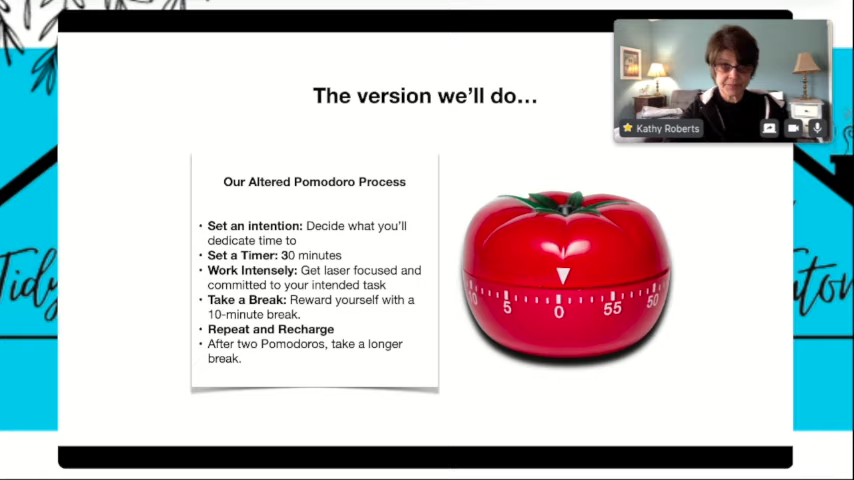 The version we'll do...
Kathy Roberts
Our Altered Pomodoro Process
• Set an intention: Decide what you'll
dedicate time to
• Set a Timer: 30 minutes
• Work Intensely: Get laser focused and
committed to your intended task
• Take a Break: Reward yourself with a
10-minute break.
• Repeat and Recharge
• After two Pomodoros, take a longer
break.
10 5 0 55 50
Tidy